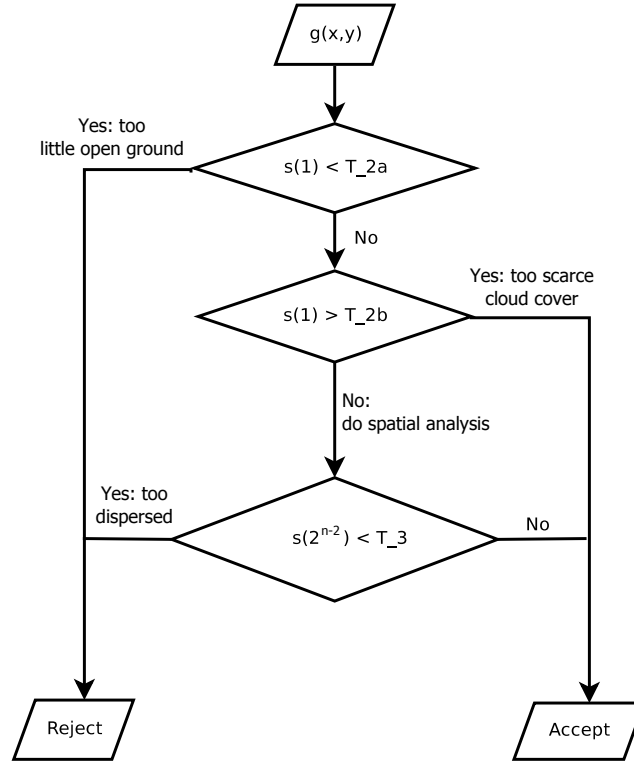 g(x,y)
Yes: too
little open ground
s(1) < T_2a
No
Yes: too scarce
cloud cover
s(1) > T_2b
No:
do spatial analysis
Yes: too
dispersed
s(2^{n-2}) < T_3
No
Reject
Accept